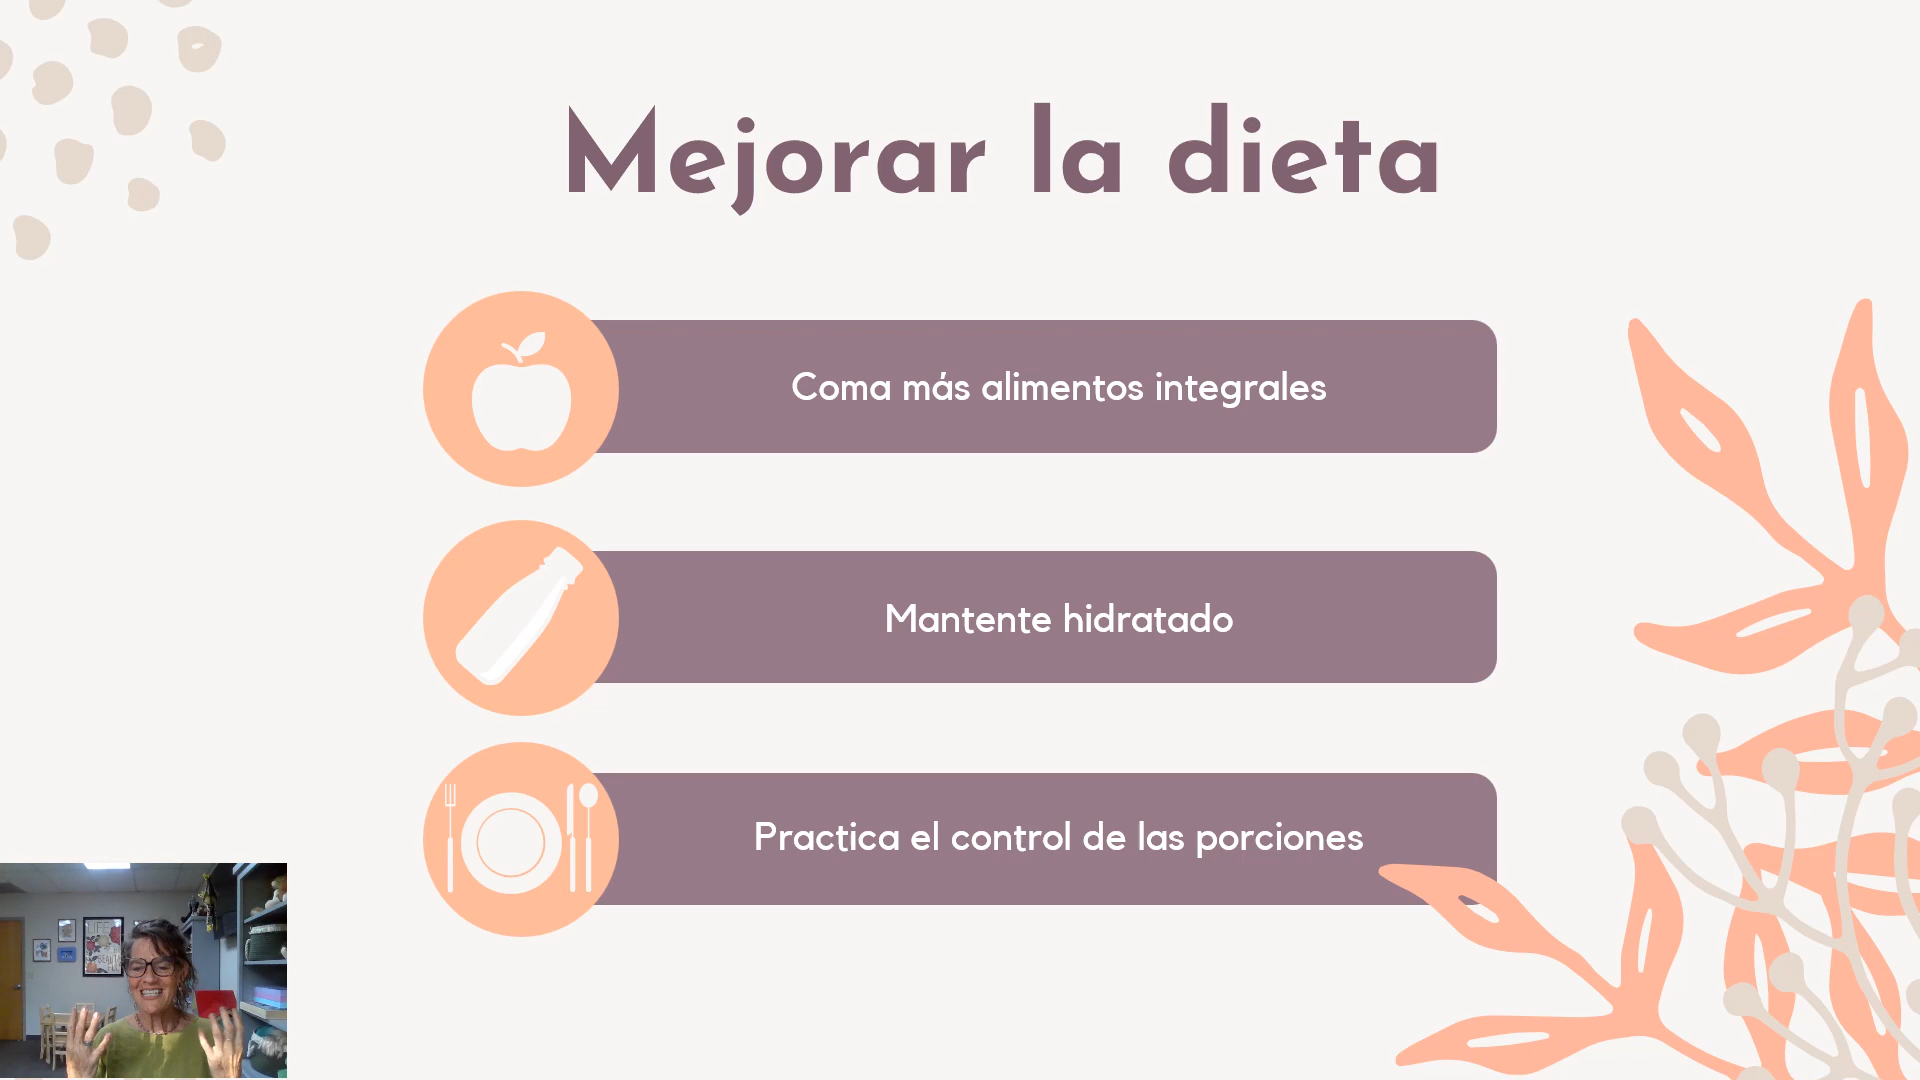 Mejorar la dieta
Coma más alimentos integrales
Mantente hidratado
Practica el control de las porciones